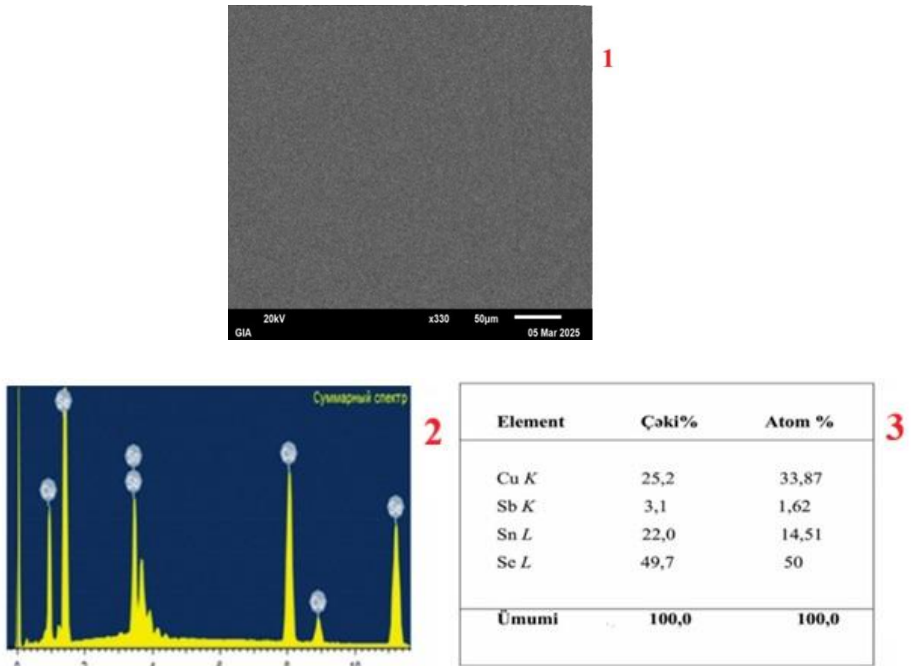 1
20kV x330 50µm
GIA 05 Mar 2025
Суммарный спектр
2
Element Çəki% Atom %
3
Cu K 25,2 33,87
Sb K 3,1 1,62
Sn L 22,0 14,51
Se L 49,7 50
Ümumi 100,0 100,0